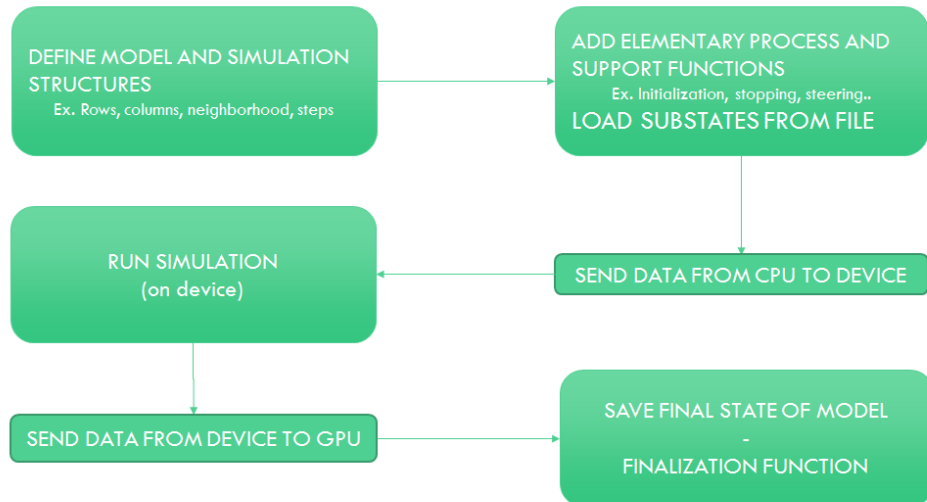 DEFINE MODEL AND SIMULATION
STRUCTURES
Ex. Rows, columns, neighborhood, steps
ADD ELEMENTARY PROCESS AND
SUPPORT FUNCTIONS
Ex. Initialization, stopping, steering..
LOAD SUBSTATES FROM FILE
SEND DATA FROM CPU TO DEVICE
RUN SIMULATION
(on device)
SEND DATA FROM DEVICE TO GPU
SAVE FINAL STATE OF MODEL
-
FINALIZATION FUNCTION